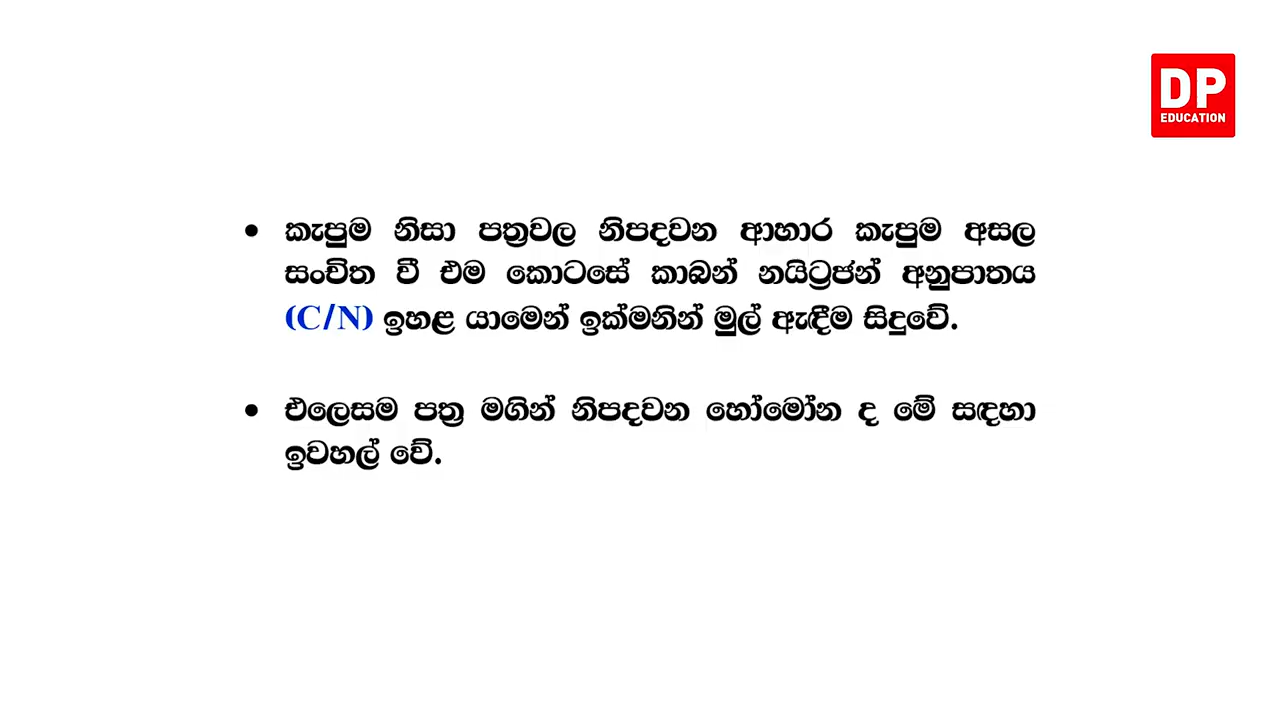 DP
EDUCATION
• කැපුම නිසා පත්‍රවල නිපදවන ආහාර කැපුම අසල
සංචිත වී එම කොටසේ කාබන් නයිට්‍රජන් අනුපාතය
(C/N) ඉහළ යාමෙන් ඉක්මනින් මුල් ඇඳීම සිදුවේ.
• එලෙසම පත්‍ර මගින් නිපදවන හෝමෝන ද මේ සඳහා
ඉවහල් වේ.